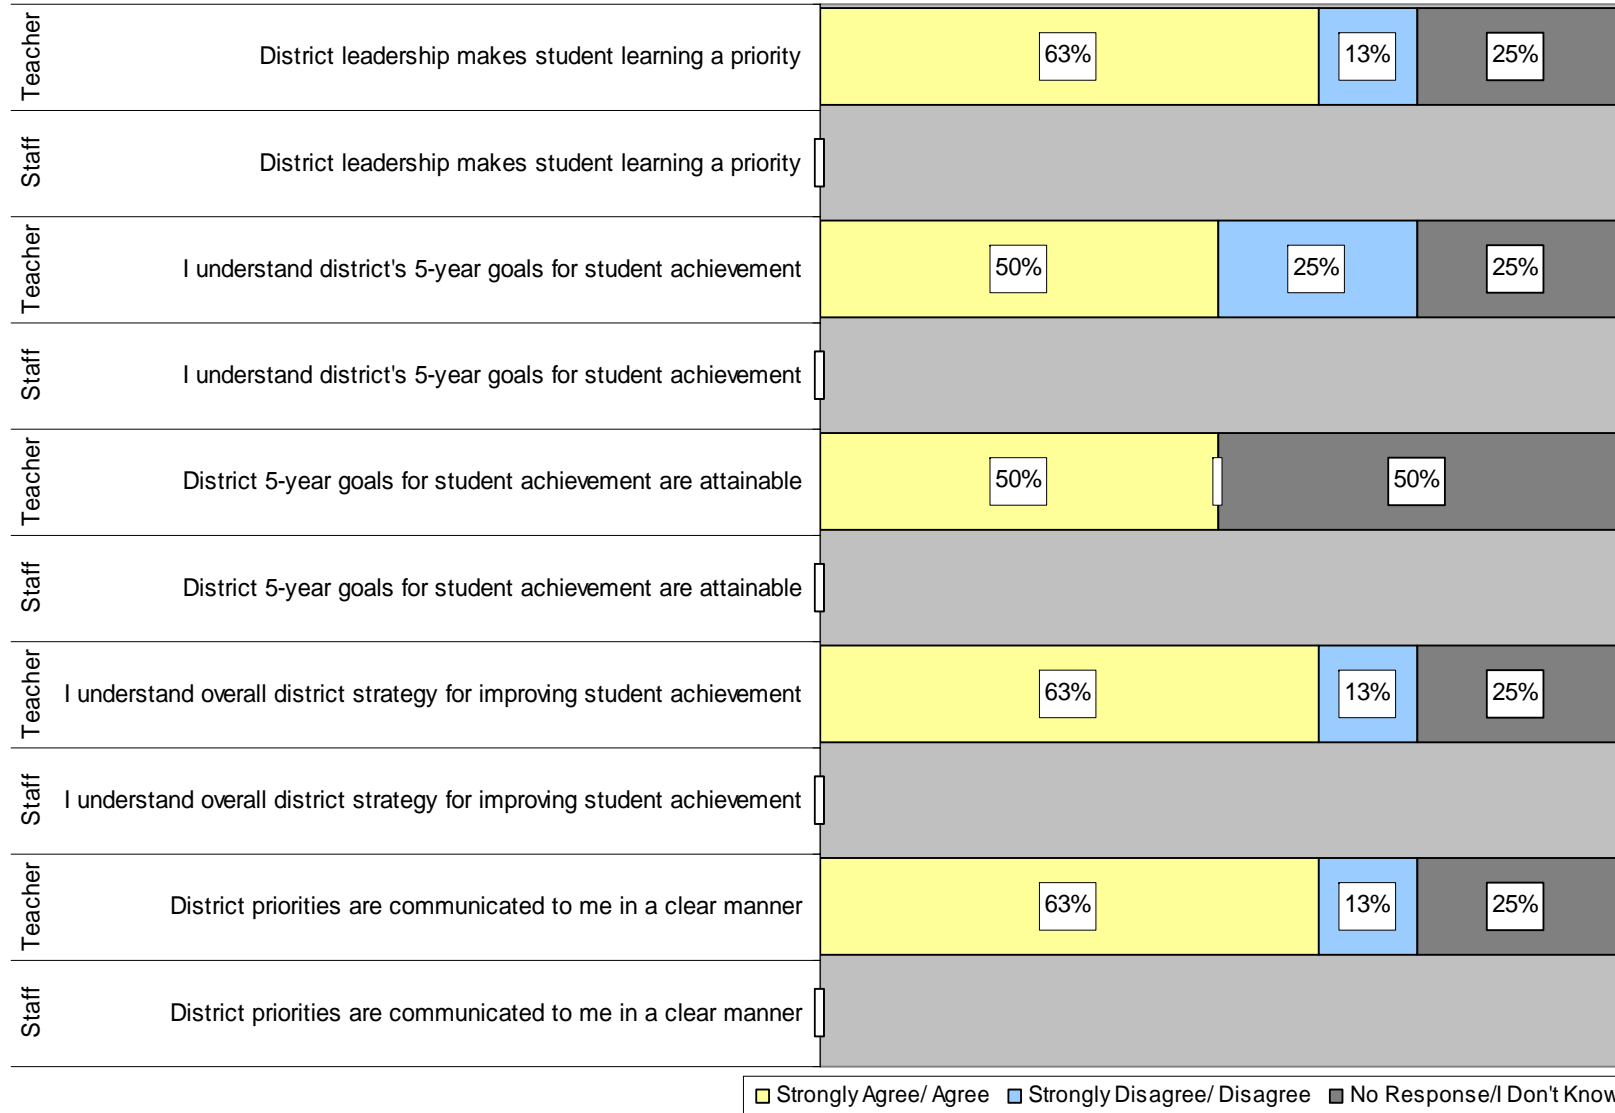 Teacher
District leadership makes student learning a priority
63%
13%
25%
Staff
District leadership makes student learning a priority
Teacher
I understand district's 5-year goals for student achievement
50%
25%
25%
Staff
I understand district's 5-year goals for student achievement
Teacher
District 5-year goals for student achievement are attainable
50%
50%
Staff
District 5-year goals for student achievement are attainable
Teacher
I understand overall district strategy for improving student achievement
63%
13%
25%
Staff
I understand overall district strategy for improving student achievement
Teacher
District priorities are communicated to me in a clear manner
63%
13%
25%
Staff
District priorities are communicated to me in a clear manner
Strongly Agree/ Agree
Strongly Disagree/ Disagree
No Response/I Don't Know